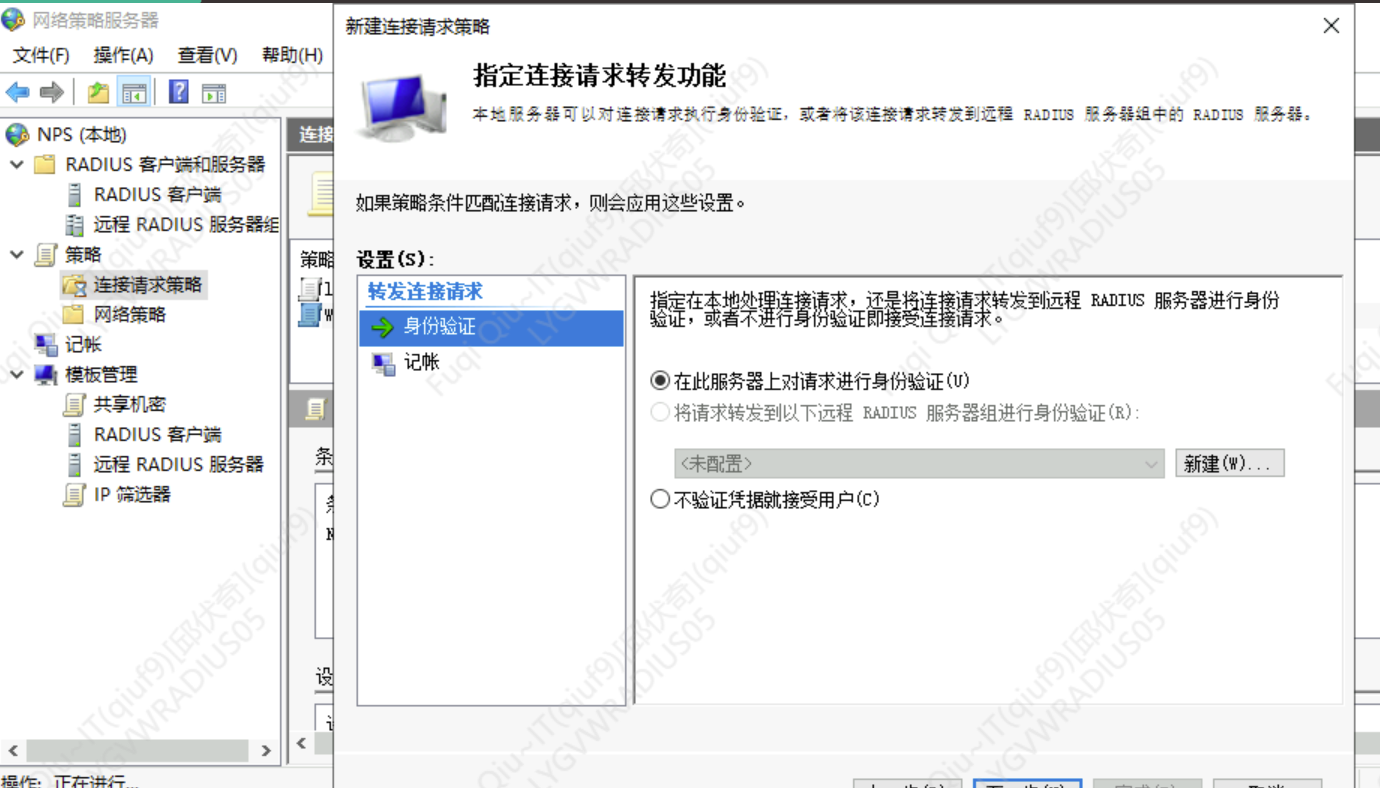 网络策略服务器
文件(F) 操作(A) 查看(V) 帮助(H)
NPS (本地)
RADIUS 客户端和服务器
RADIUS 客户端
远程 RADIUS 服务器组
策略
连接请求策略
网络策略
记帐
模板管理
共享机密
RADIUS 客户端
远程 RADIUS 服务器
IP 筛选器
操作: 正在进行...
连接
策略
条
设
新建连接请求策略
指定连接请求转发功能
本地服务器可以对连接请求执行身份验证，或者将该连接请求转发到远程 RADIUS 服务器组中的 RADIUS 服务器。
如果策略条件匹配连接请求，则会应用这些设置。
设置(S):
转发连接请求
身份验证
记帐
指定在本地处理连接请求，还是将连接请求转发到远程 RADIUS 服务器进行身份
验证，或者不进行身份验证即接受连接请求。
在此服务器上对请求进行身份验证(U)
将请求转发到以下远程 RADIUS 服务器组进行身份验证(R):
<未配置>
新建(W)...
不验证凭据就接受用户(C)
Fuqi Qiu~IT(qiuf9)[邱伏奇](qiuf9)
LYGVWRADIUS05